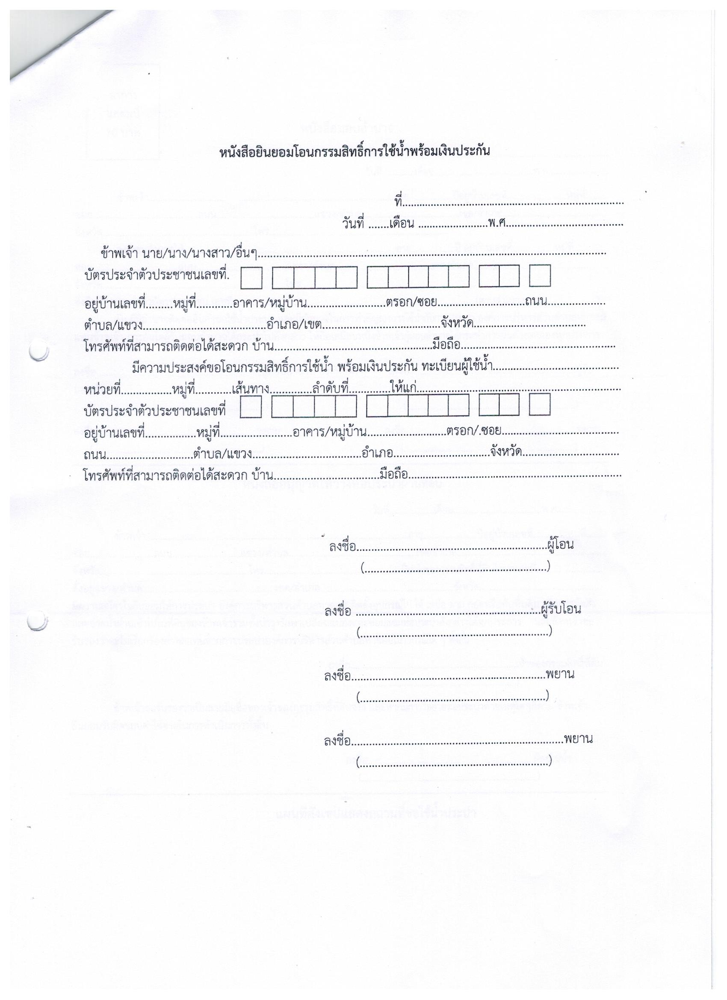 หนังสือยินยอมโอนกรรมสิทธิ์การใช้น้ำพร้อมเงินประกัน
ที่..........................................................................
วันที่ .......เดือน ........................พ.ศ........................................
ข้าพเจ้า นาย/นาง/นางสาว/อื่นๆ....................................................................................................................
บัตรประจำตัวประชาชนเลขที่.
อยู่บ้านเลขที่.........หมู่ที่............อาคาร/หมู่บ้าน..........................ตรอก/ซอย.............................ถนน...................
ตำบล/แขวง.........................................อำเภอ/เขต.......................................จังหวัด.....................................
โทรศัพท์ที่สามารถติดต่อได้สะดวก บ้าน....................................................มือถือ...................................................
มีความประสงค์ขอโอนกรรมสิทธิ์การใช้น้ำ พร้อมเงินประกัน ทะเบียนผู้ใช้น้ำ..........................................
หน่วยที่.................หมู่ที่............เส้นทาง..............ลำดับที่..............ให้แก่....................................................................
บัตรประจำตัวประชาชนเลขที่
อยู่บ้านเลขที่.................หมู่ที่........................อาคาร/หมู่บ้าน..........................ตรอก/.ซอย.......................................
ถนน.............................ตำบล/แขวง....................................อำเภอ................................จังหวัด................................
โทรศัพท์ที่สามารถติดต่อได้สะดวก บ้าน...................................มือถือ.......................................................................
ลงชื่อ...............................................................ผู้โอน
(.............................................................)
ลงชื่อ .............................................................ผู้รับโอน
(...............................................................)
ลงชื่อ................................................................พยาน
(..............................................................)
ลงชื่อ......................................................................พยาน
(...............................................................)